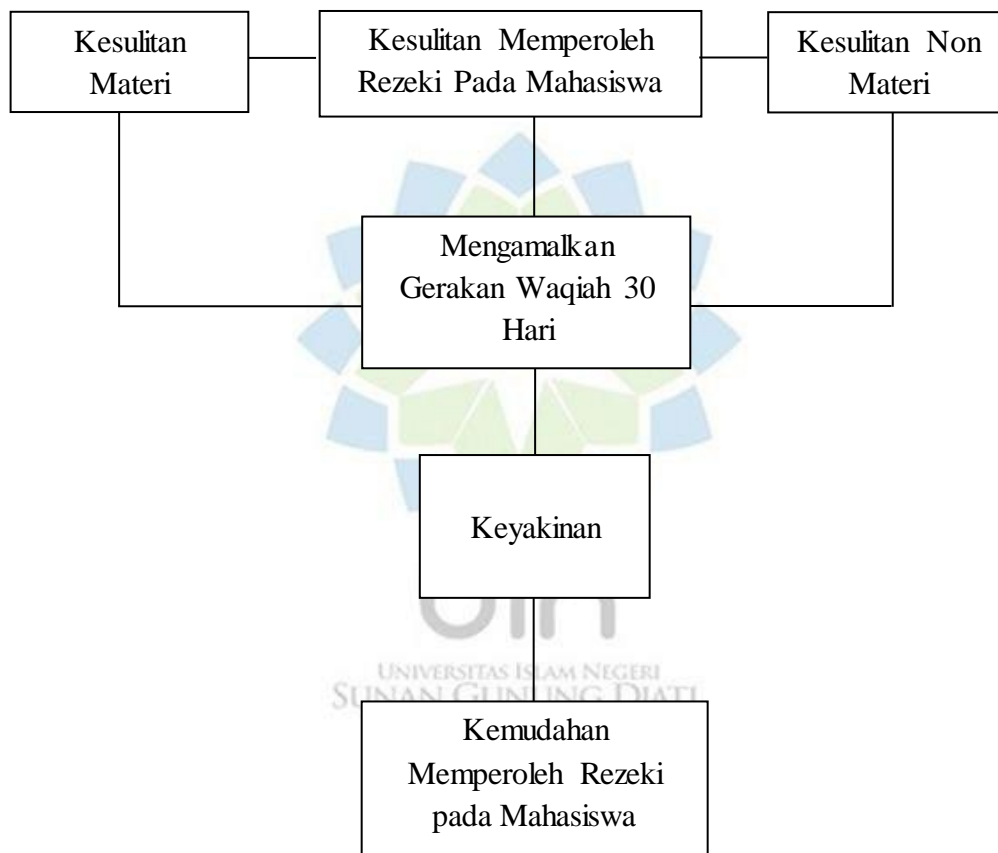 Kesulitan
Materi
Kesulitan Memperoleh
Rezeki Pada Mahasiswa
Kesulitan Non
Materi
Mengamalkan
Gerakan Waqiah 30
Hari
Keyakinan
uin
UNIVERSITAS ISLAM NEGERI
SUNAN GUNUNG DJATI
Kemudahan
Memperoleh Rezeki
pada Mahasiswa